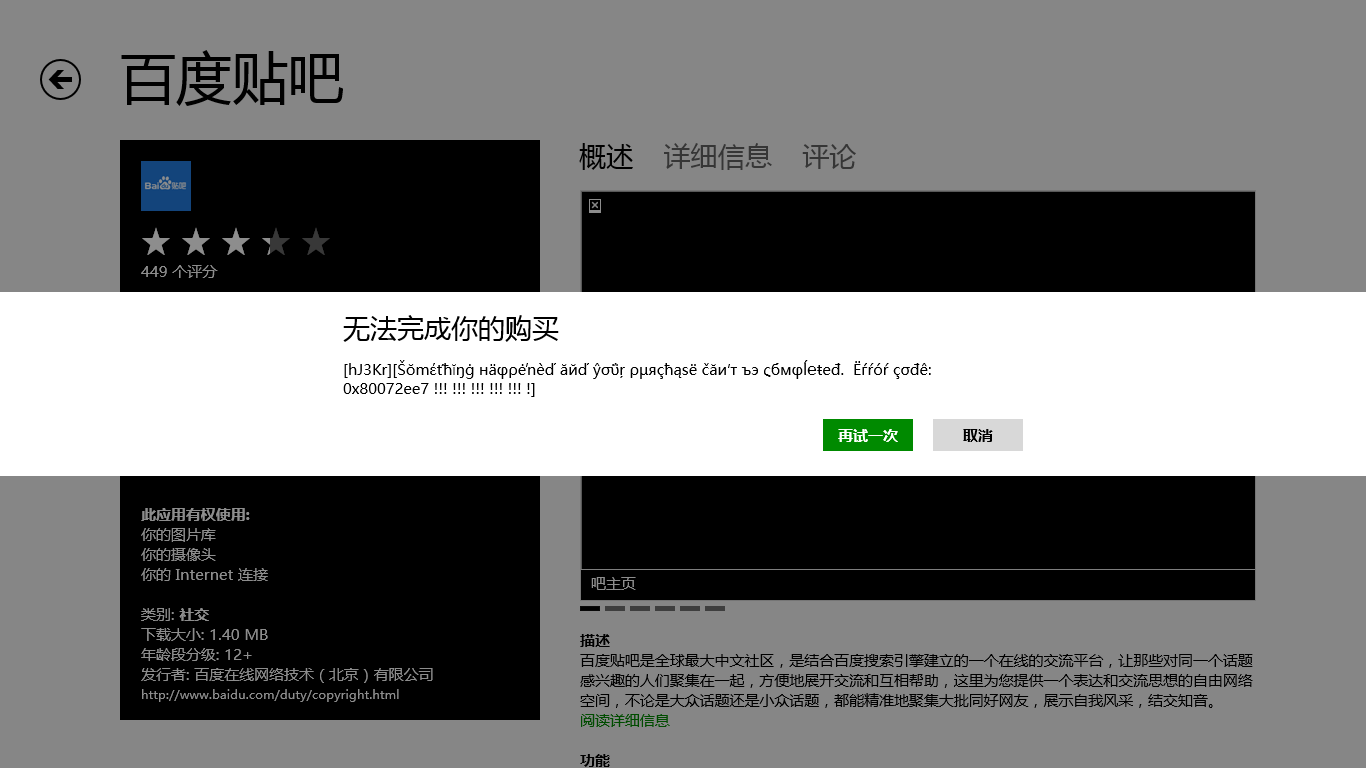 百度贴吧
Bai 贴吧
449 个评分
概述 详细信息 评论
无法完成你的购买
[hJ3Kr][Šŏmέťħĭŋġ нäφρέ'nèď ăйď ŷσΰŗ ρμяçħąsë čăи'т ъэ ςбмφĺєŧеđ. Ëŕŕóŕ çσđê:
0x80072ee7 !!! !!! !!! !!! !!! !]
再试一次 取消
此应用有权使用:
你的图片库
你的摄像头
你的 Internet 连接
类别: 社交
下载大小: 1.40 MB
年龄段分级: 12+
发行者: 百度在线网络技术（北京）有限公司
http://www.baidu.com/duty/copyright.html
吧主页
描述
百度贴吧是全球最大中文社区，是结合百度搜索引擎建立的一个在线的交流平台，让那些对同一个话题
感兴趣的人们聚集在一起，方便地展开交流和互相帮助，这里为您提供一个表达和交流思想的自由网络
空间，不论是大众话题还是小众话题，都能精准地聚集大批同好网友，展示自我风采，结交知音。
阅读详细信息
功能